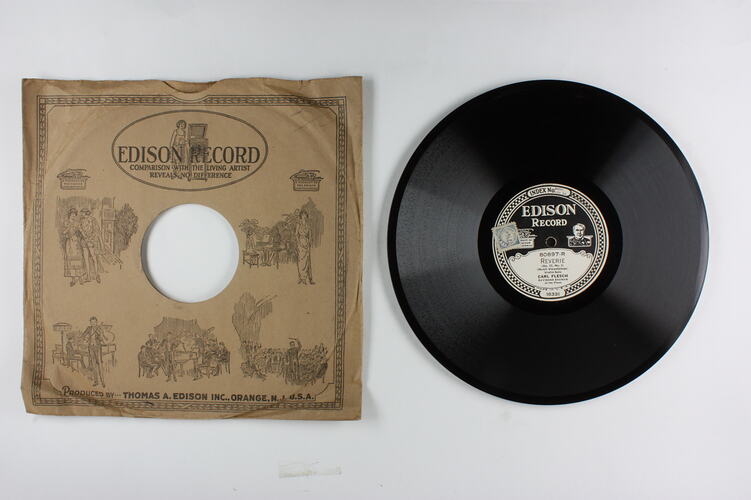 EDISON RECORD
COMPARISON WITH THE LIVING ARTIST
REVEALS NO DIFFERENCE
PRODUCED BY THOMAS A. EDISON INC., ORANGE, N.J. U.S.A.
INDEX No.
EDISON
RECORD
80897-R
REVERIE
CARL FLESCH
18331